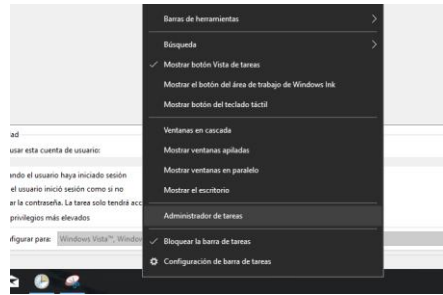 Barras de herramientas
Búsqueda
Mostrar botón Vista de tareas
Mostrar el botón del área de trabajo de Windows Ink
Mostrar botón del teclado táctil
Ventanas en cascada
Mostrar ventanas apiladas
Mostrar ventanas en paralelo
Mostrar el escritorio
Administrador de tareas
Bloquear la barra de tareas
Configuración de barra de tareas
ad
usar esta cuenta de usuario:
ando el usuario haya iniciado sesión
el usuario inició sesión como si no
ar la contraseña. La tarea solo tendrá acc
privilegios más elevados
figurar para: Windows Vista™, Window